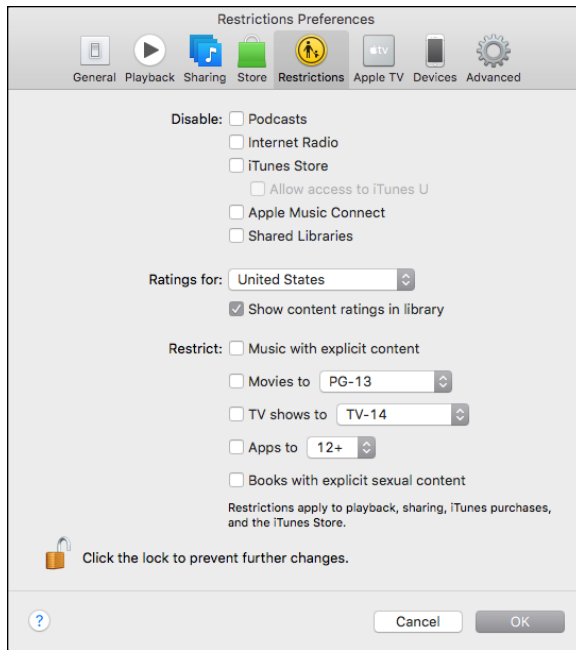 Restrictions Preferences
General Playback Sharing Store Restrictions Apple TV Devices Advanced
Disable: Podcasts
Internet Radio
iTunes Store
Allow access to iTunes U
Apple Music Connect
Shared Libraries
Ratings for: United States
Show content ratings in library
Restrict: Music with explicit content
Movies to PG-13
TV shows to TV-14
Apps to 12+
Books with explicit sexual content
Restrictions apply to playback, sharing, iTunes purchases,
and the iTunes Store.
Click the lock to prevent further changes.
? Cancel OK